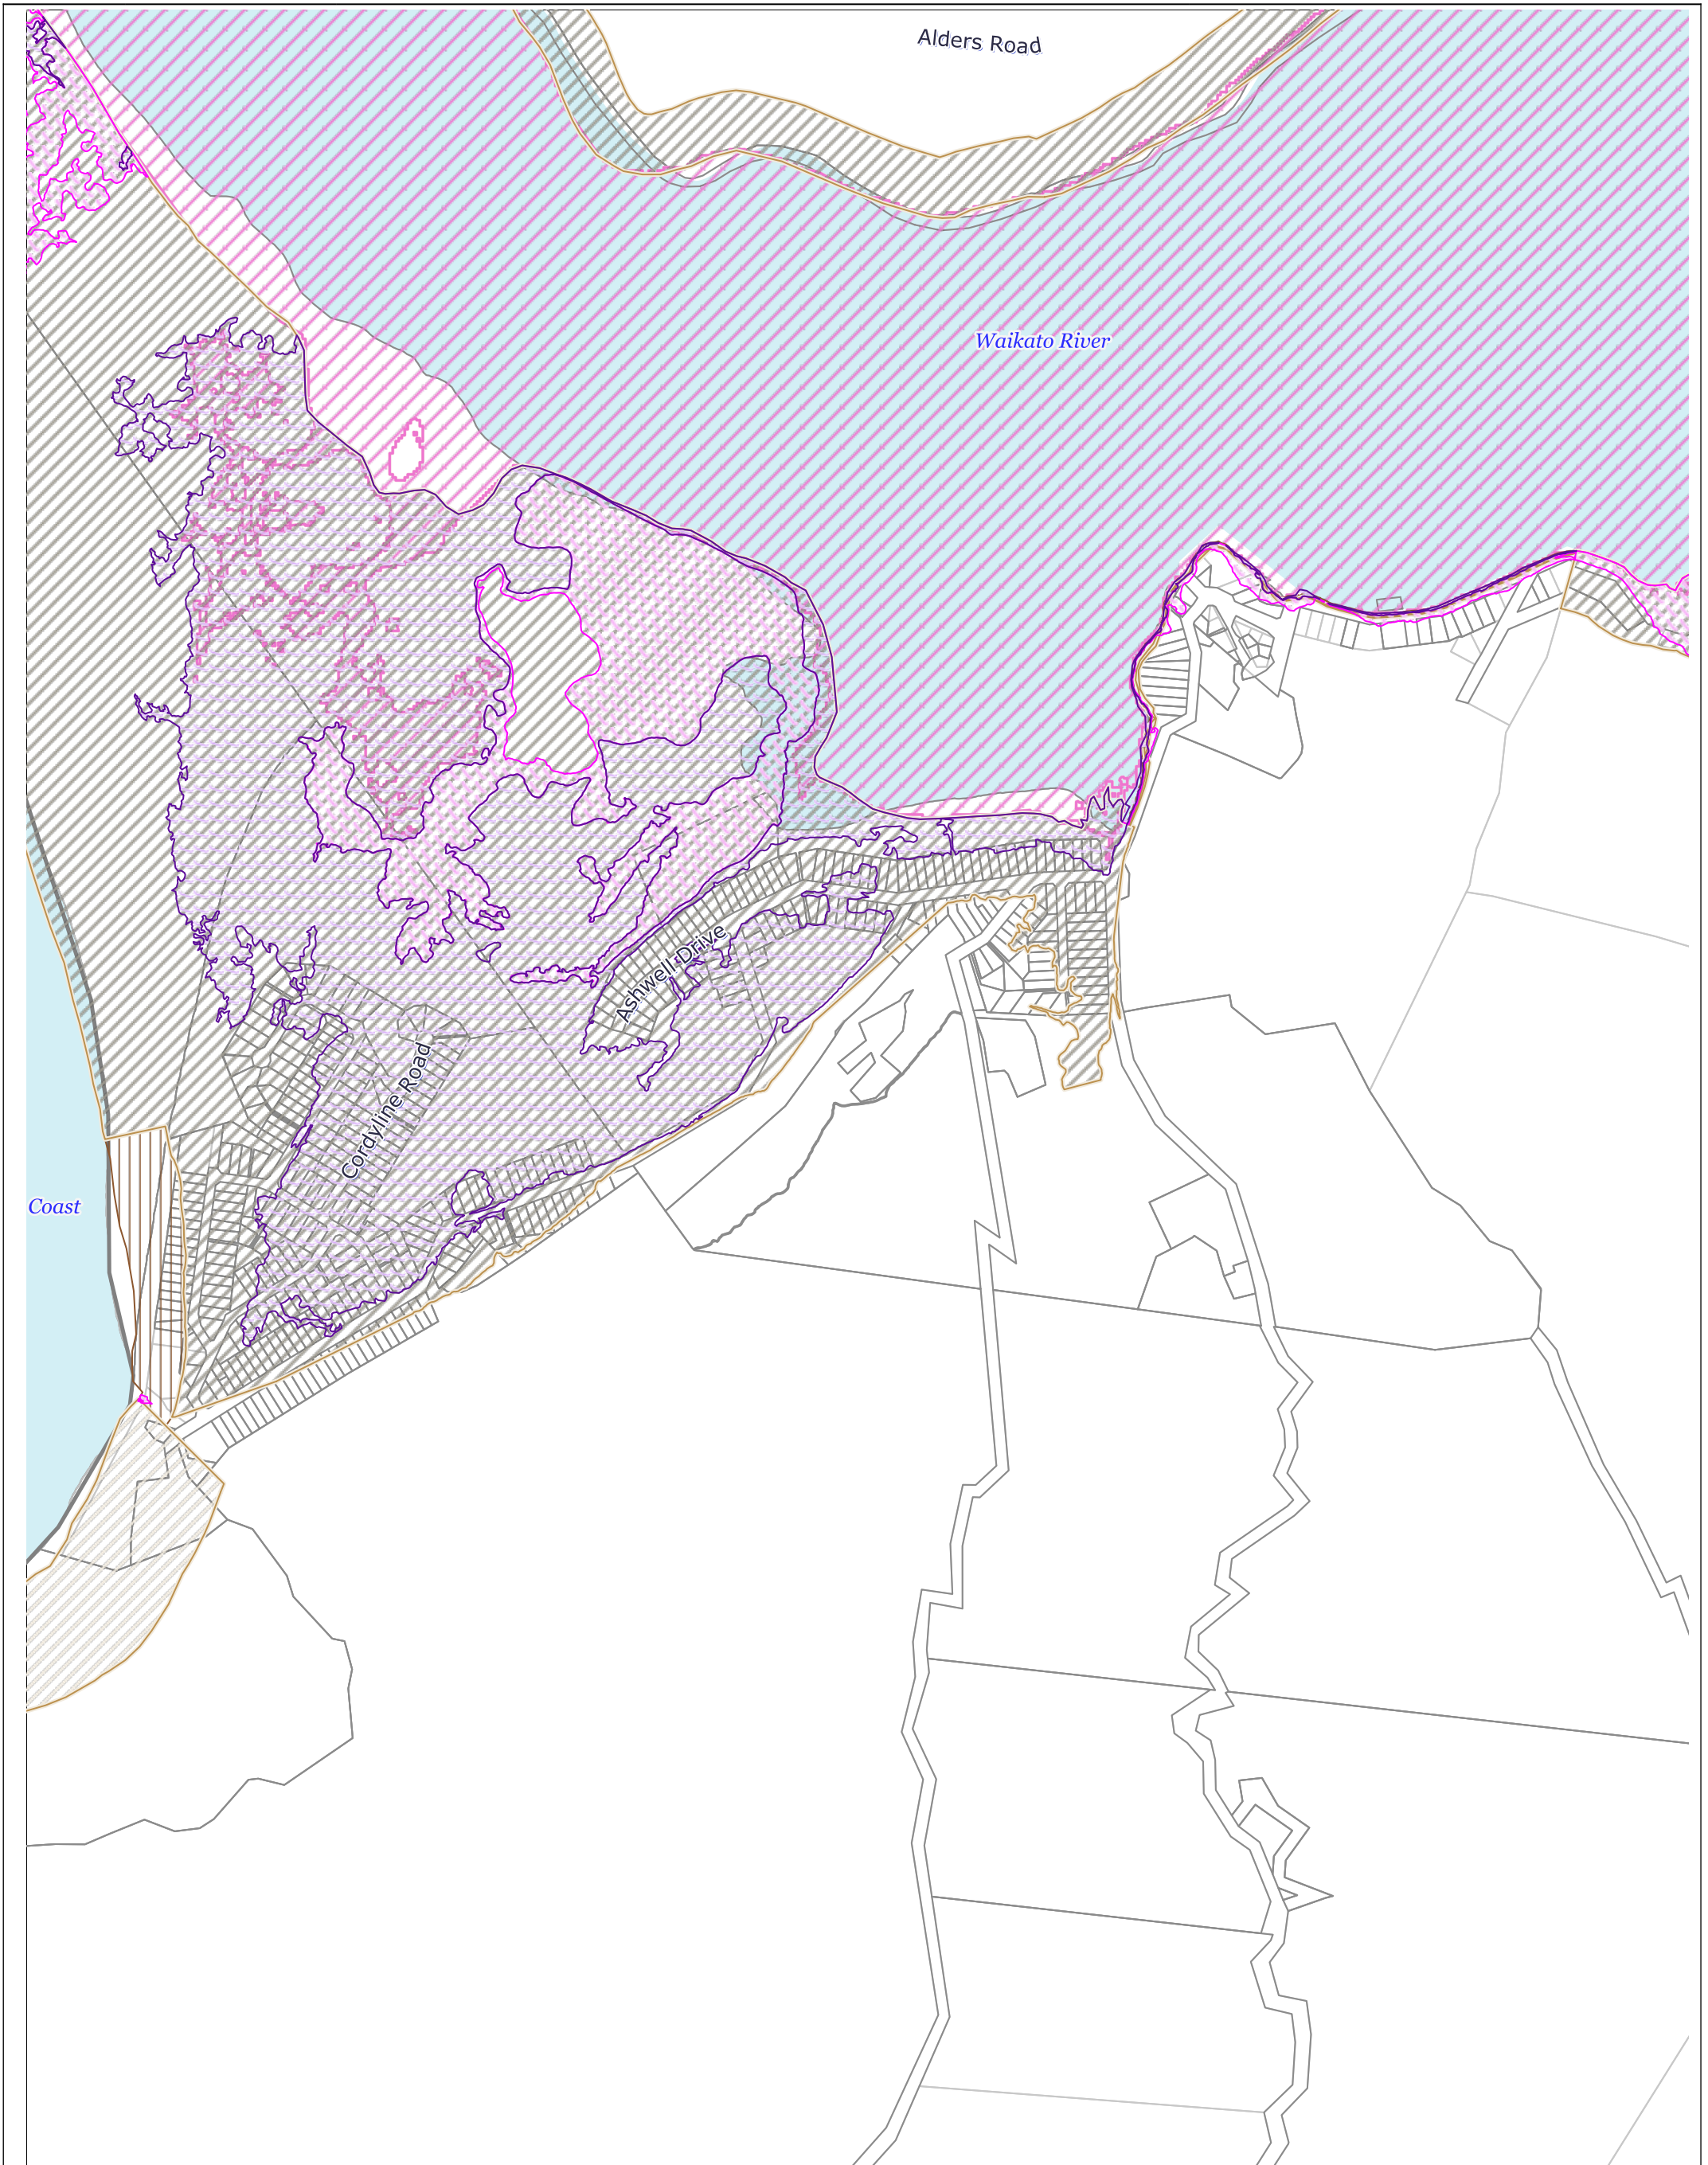 Alders Road
Waikato River
Ashwell Drive
Cordyline Road
Coast